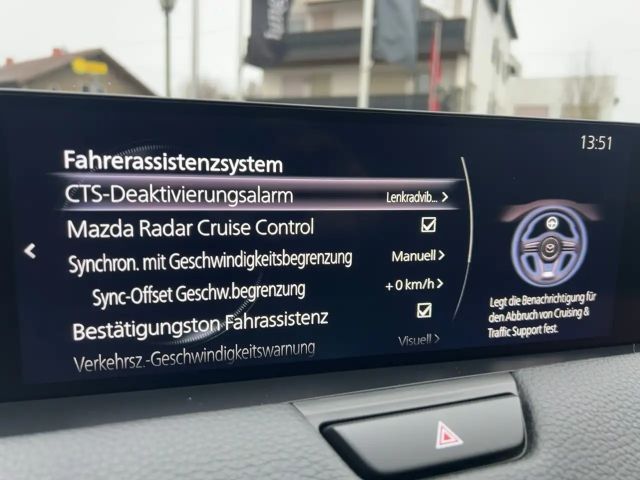 13:51
Fahrerassistenzsystem
CTS-Deaktivierungsalarm Lenkradvib... >
Mazda Radar Cruise Control
Synchron. mit Geschwindigkeitsbegrenzung Manuell >
Sync-Offset Geschw.begrenzung + 0 km/h >
Bestätigungston Fahrassistenz
Verkehrsz.-Geschwindigkeitswarnung Visuell >
Legt die Benachrichtigung für
den Abbruch von Cruising &
Traffic Support fest.